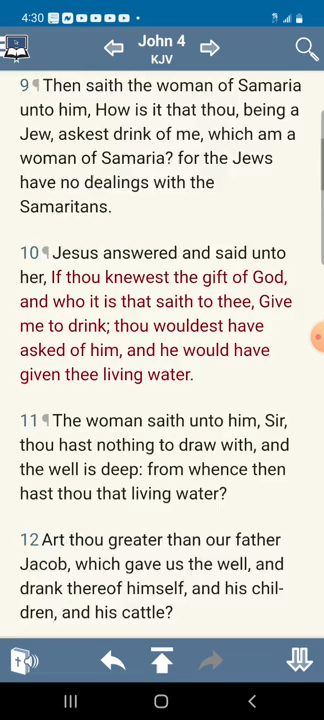 4:30
John 4
KJV
9¶ Then saith the woman of Samaria
unto him, How is it that thou, being a
Jew, askest drink of me, which am a
woman of Samaria? for the Jews
have no dealings with the
Samaritans.
10¶ Jesus answered and said unto
her, If thou knewest the gift of God,
and who it is that saith to thee, Give
me to drink; thou wouldest have
asked of him, and he would have
given thee living water.
11¶ The woman saith unto him, Sir,
thou hast nothing to draw with, and
the well is deep: from whence then
hast thou that living water?
12 Art thou greater than our father
Jacob, which gave us the well, and
drank thereof himself, and his chil-
dren, and his cattle?